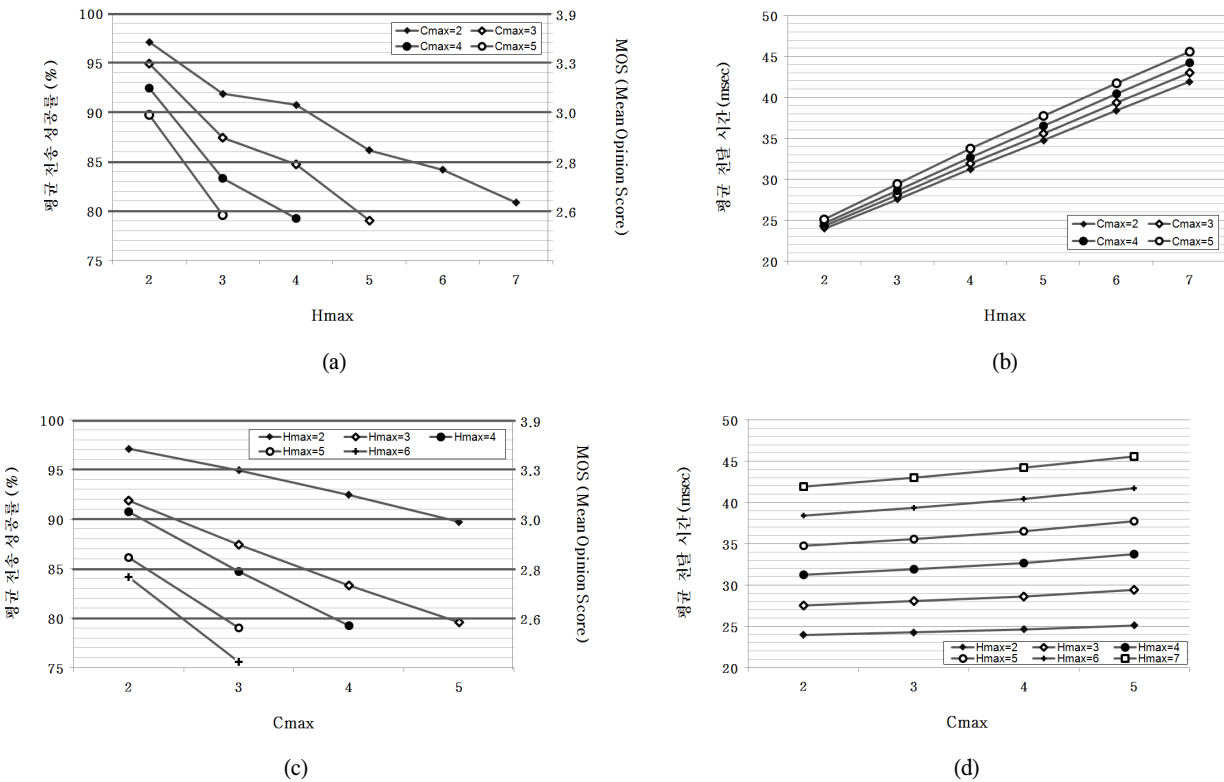 100
95
90
85
80
75
평균 전송 성공률 (%)
3.9
3.3
3.0
2.8
2.6
MOS (Mean Opinion Score)
Cmax=2 Cmax=3
Cmax=4 Cmax=5
2 3 4 5 6 7
Hmax
(a)
50
45
40
35
30
25
20
평균 전달 시간 (msec)
Cmax=2 Cmax=3
Cmax=4 Cmax=5
2 3 4 5 6 7
Hmax
(b)
100
95
90
85
80
75
평균 전송 성공률 (%)
3.9
3.3
3.0
2.8
2.6
MOS (Mean Opinion Score)
Hmax=2 Hmax=3 Hmax=4
Hmax=5 Hmax=6
2 3 4 5
Cmax
(c)
50
45
40
35
30
25
20
평균 전달 시간 (msec)
Hmax=2 Hmax=3 Hmax=4
Hmax=5 Hmax=6 Hmax=7
2 3 4 5
Cmax
(d)